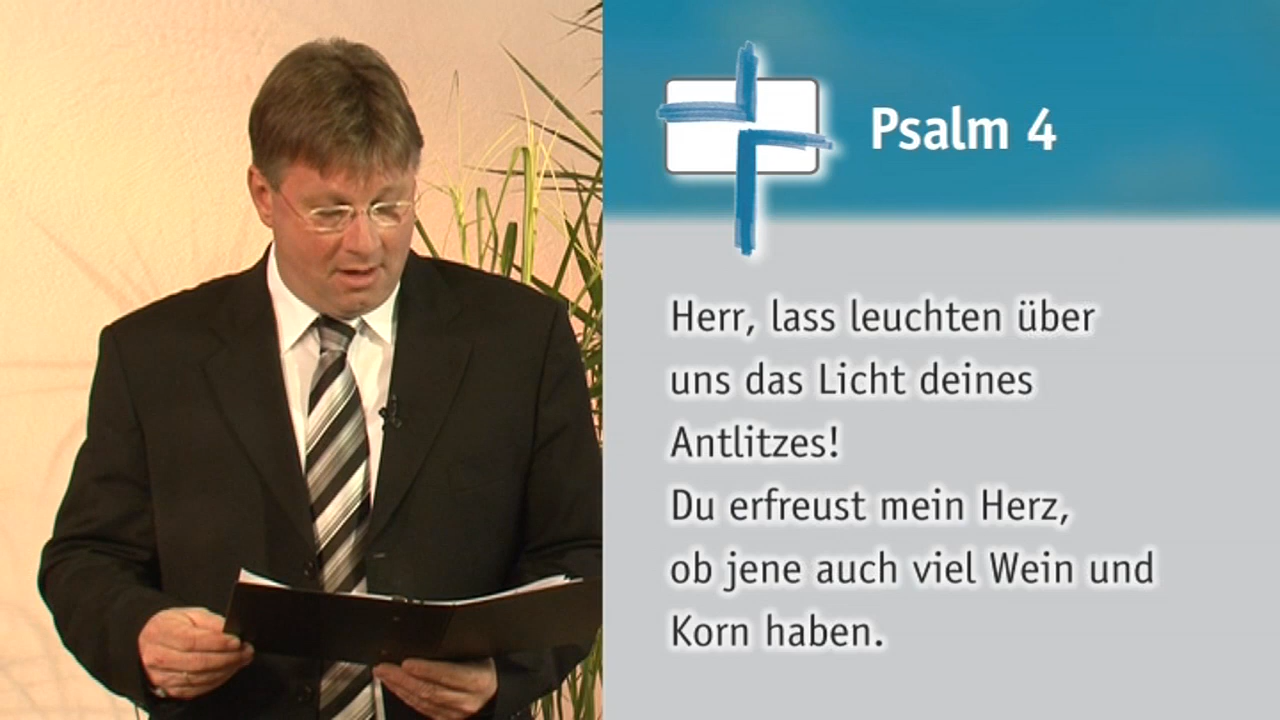 Psalm 4
Herr, lass leuchten über
uns das Licht deines
Antlitzes!
Du erfreust mein Herz,
ob jene auch viel Wein und
Korn haben.